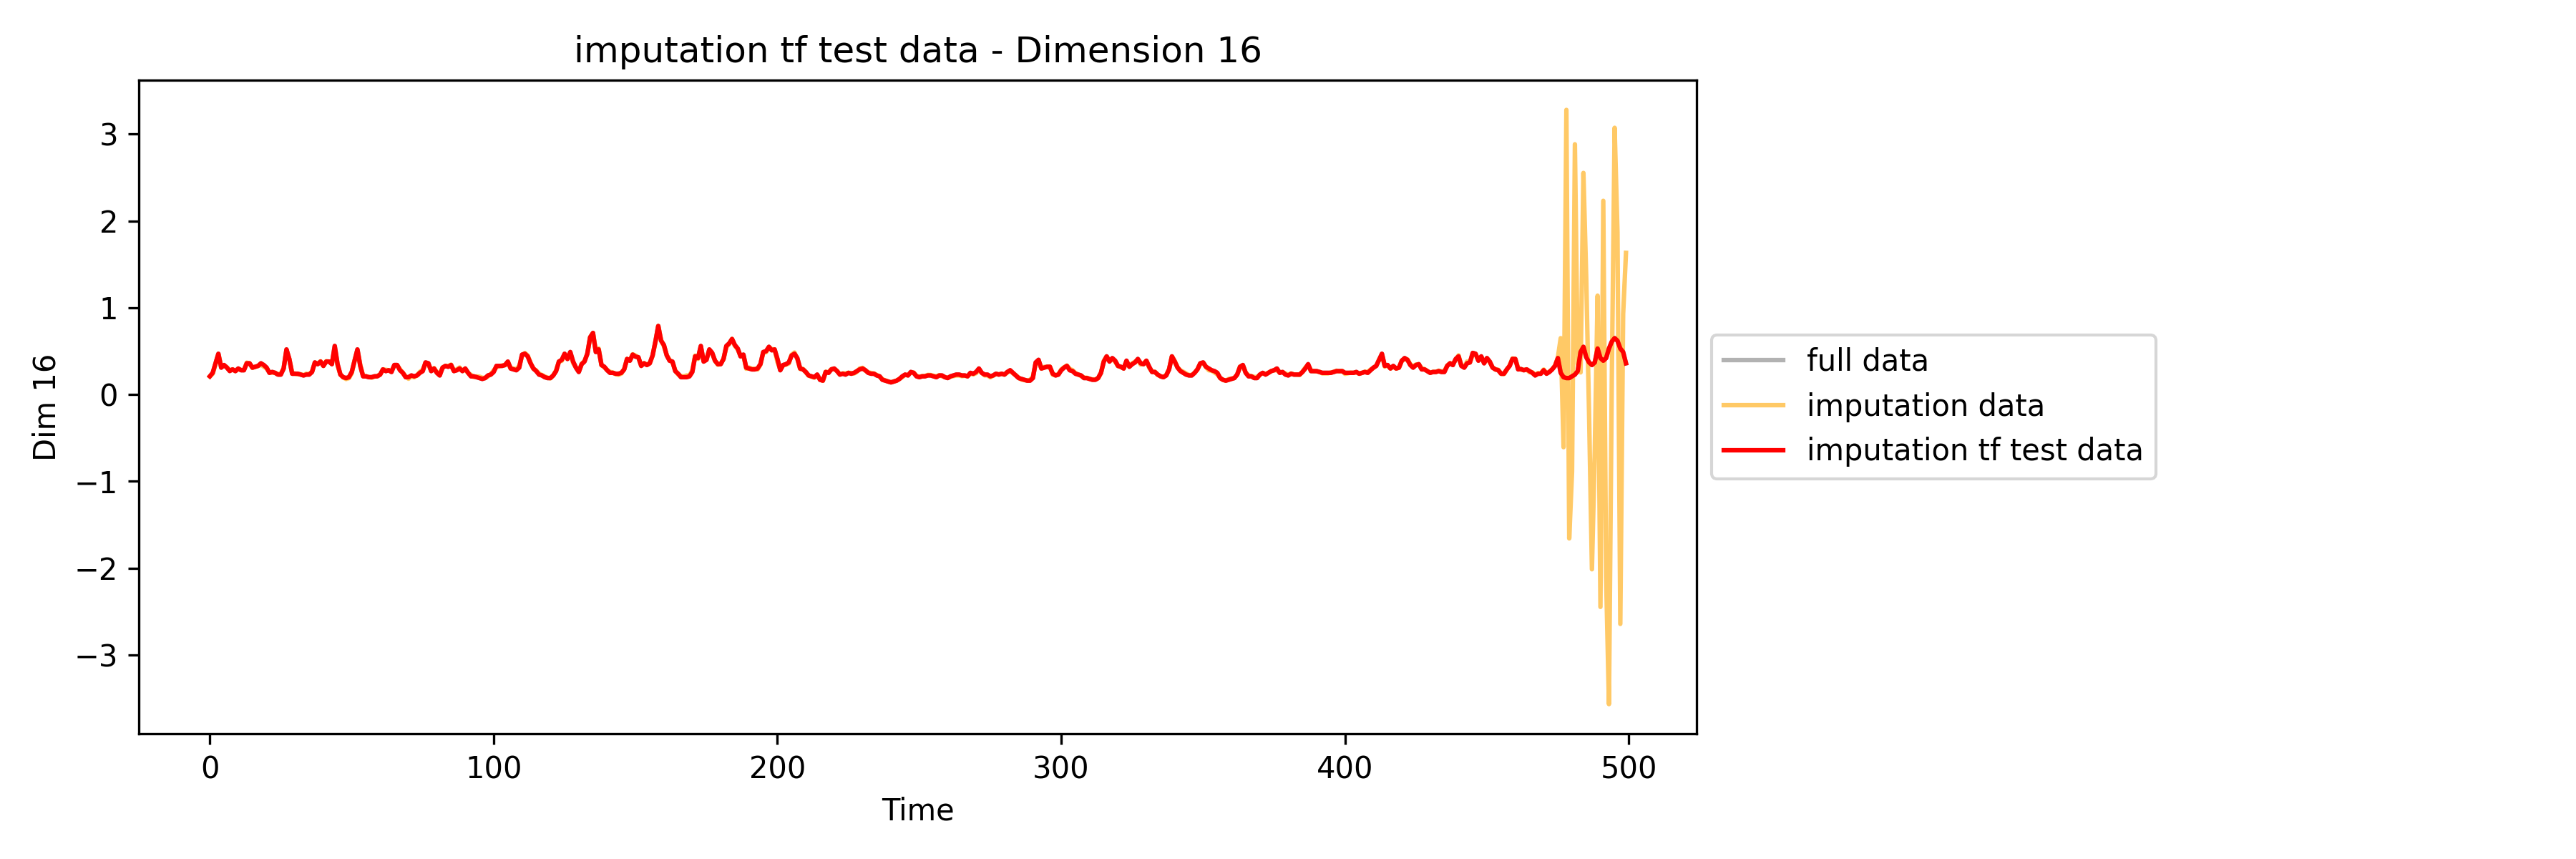 imputation tf test data - Dimension 16
3
2
1
0
−1
−2
−3
Dim 16
0
100
200
300
400
500
Time
full data
imputation data
imputation tf test data